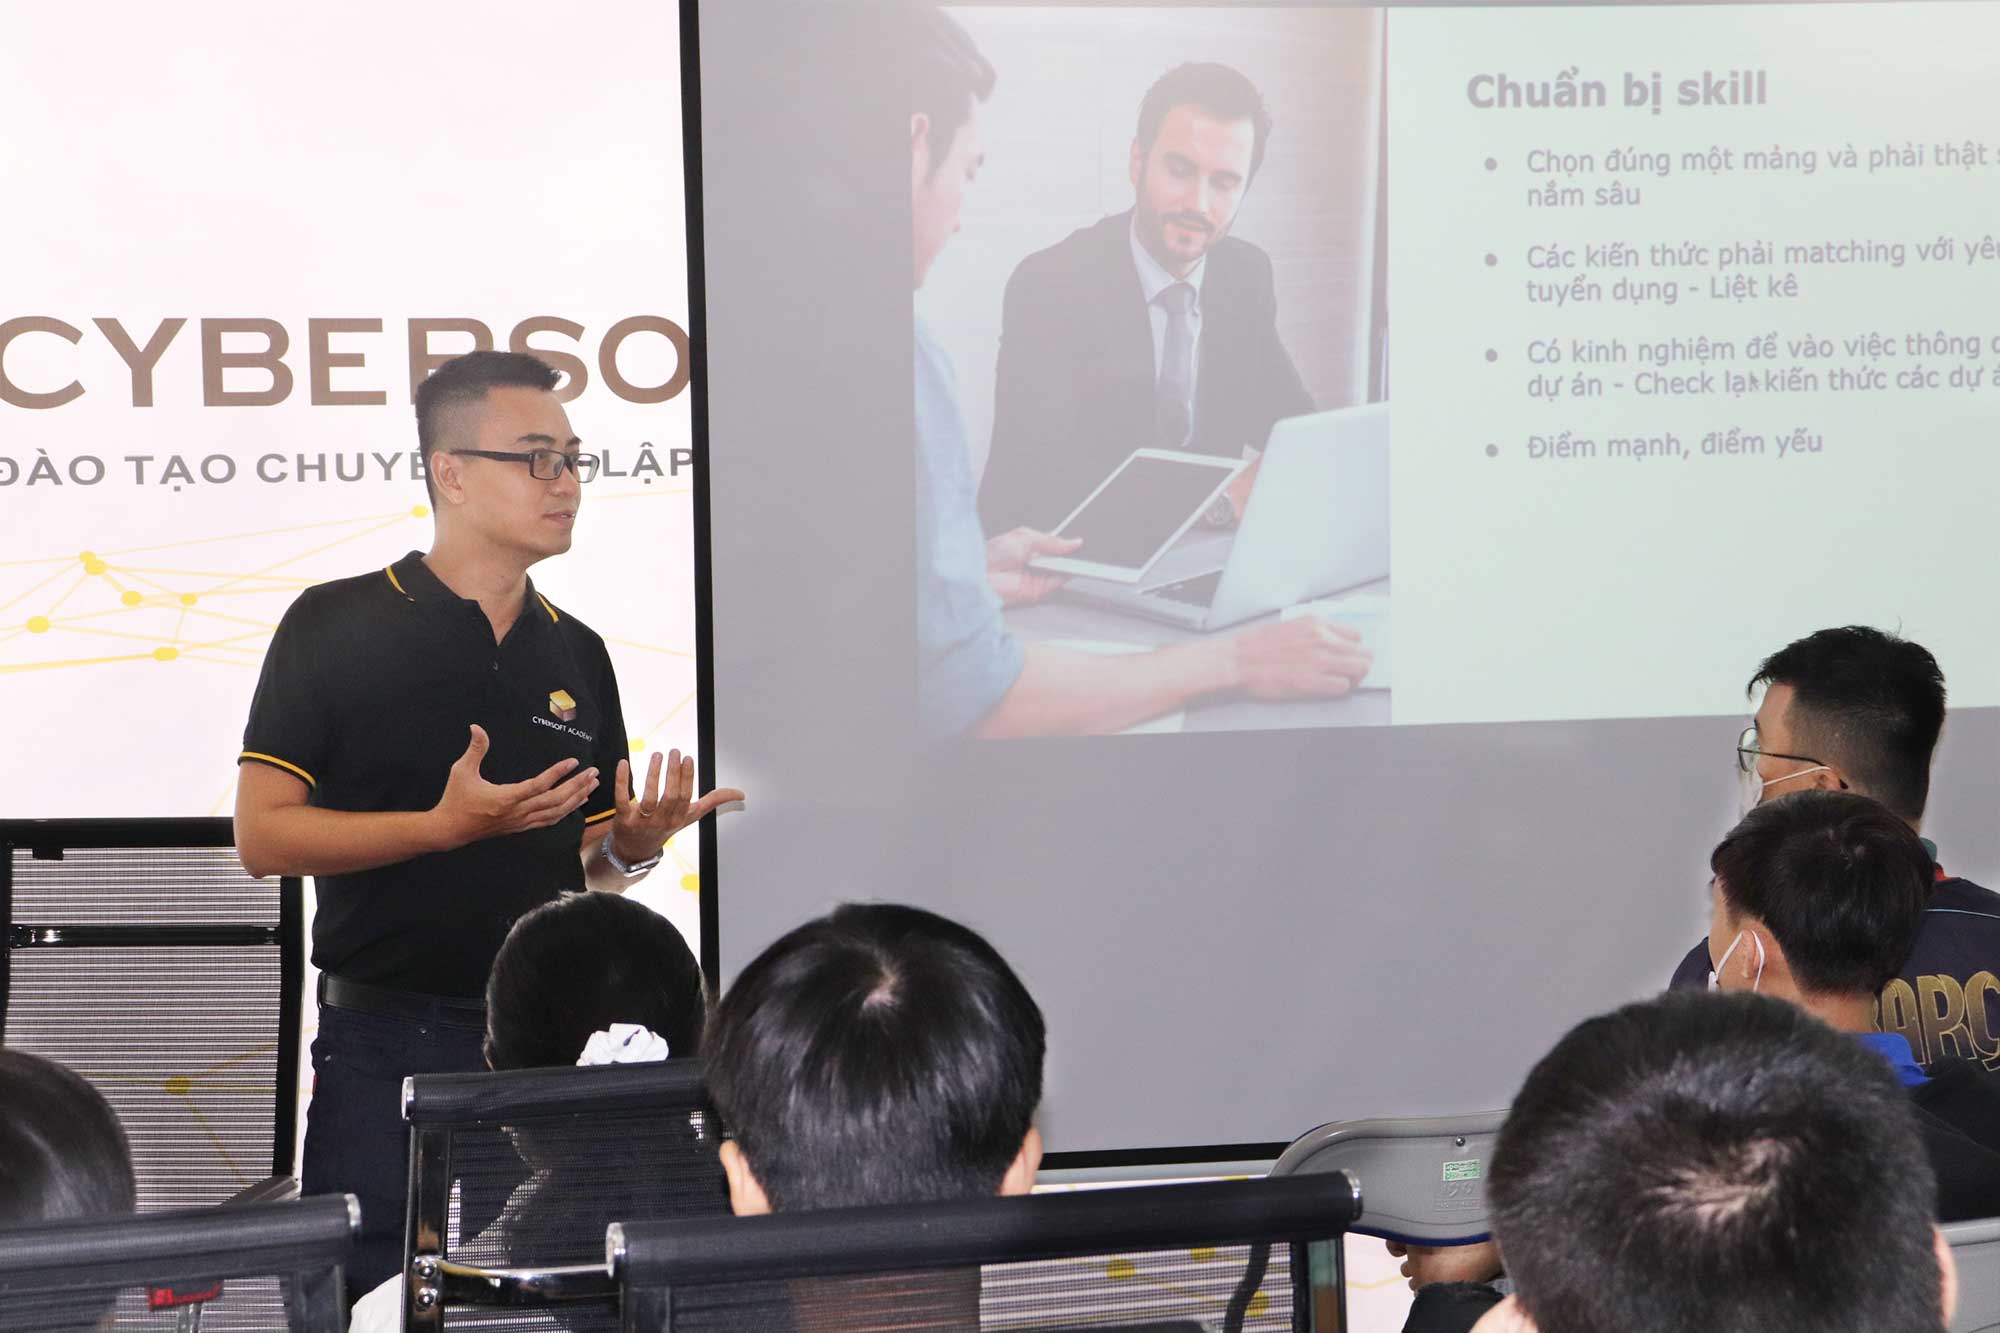 CYBERSO
ĐÀO TẠO CHUYÊ LẬP
Chuẩn bị skill
• Chọn đúng một mảng và phải thật
nắm sâu
• Các kiến thức phải matching với yêu
tuyển dụng - Liệt kê
• Có kinh nghiệm để vào việc thông
dự án - Check lại kiến thức các dự
• Điểm mạnh, điểm yếu
CYBERSOFT ACADEMY
BARÇ